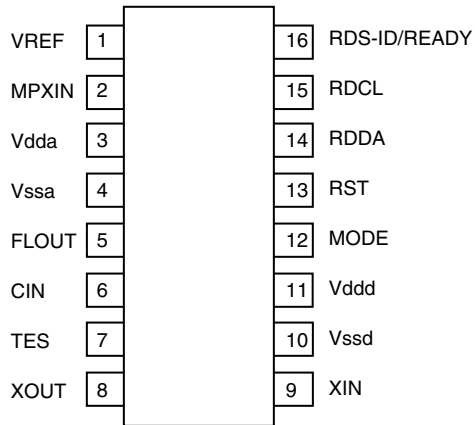 VREF 1 16 RDS-ID/READY
MPXIN 2 15 RDCL
Vdda 3 14 RDDA
Vssa 4 13 RST
FLOUT 5 12 MODE
CIN 6 11 Vddd
TES 7 10 Vssd
XOUT 8 9 XIN